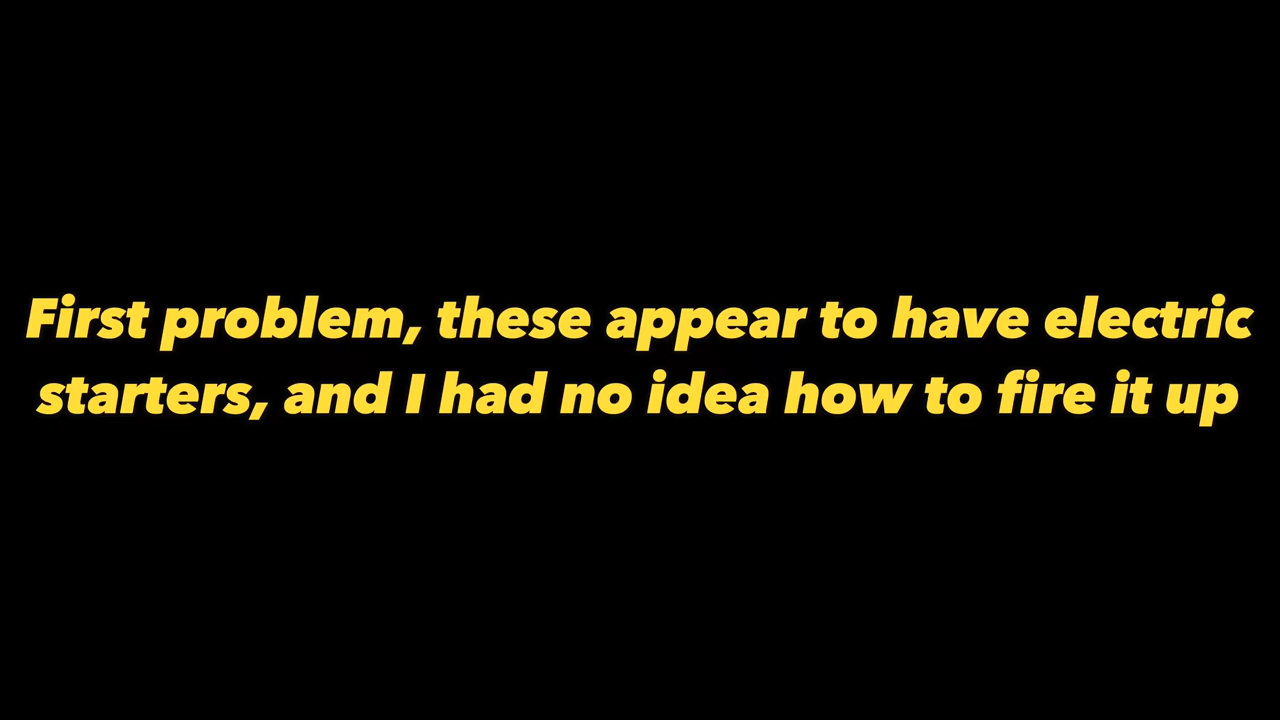 First problem, these appear to have electric
starters, and I had no idea how to fire it up